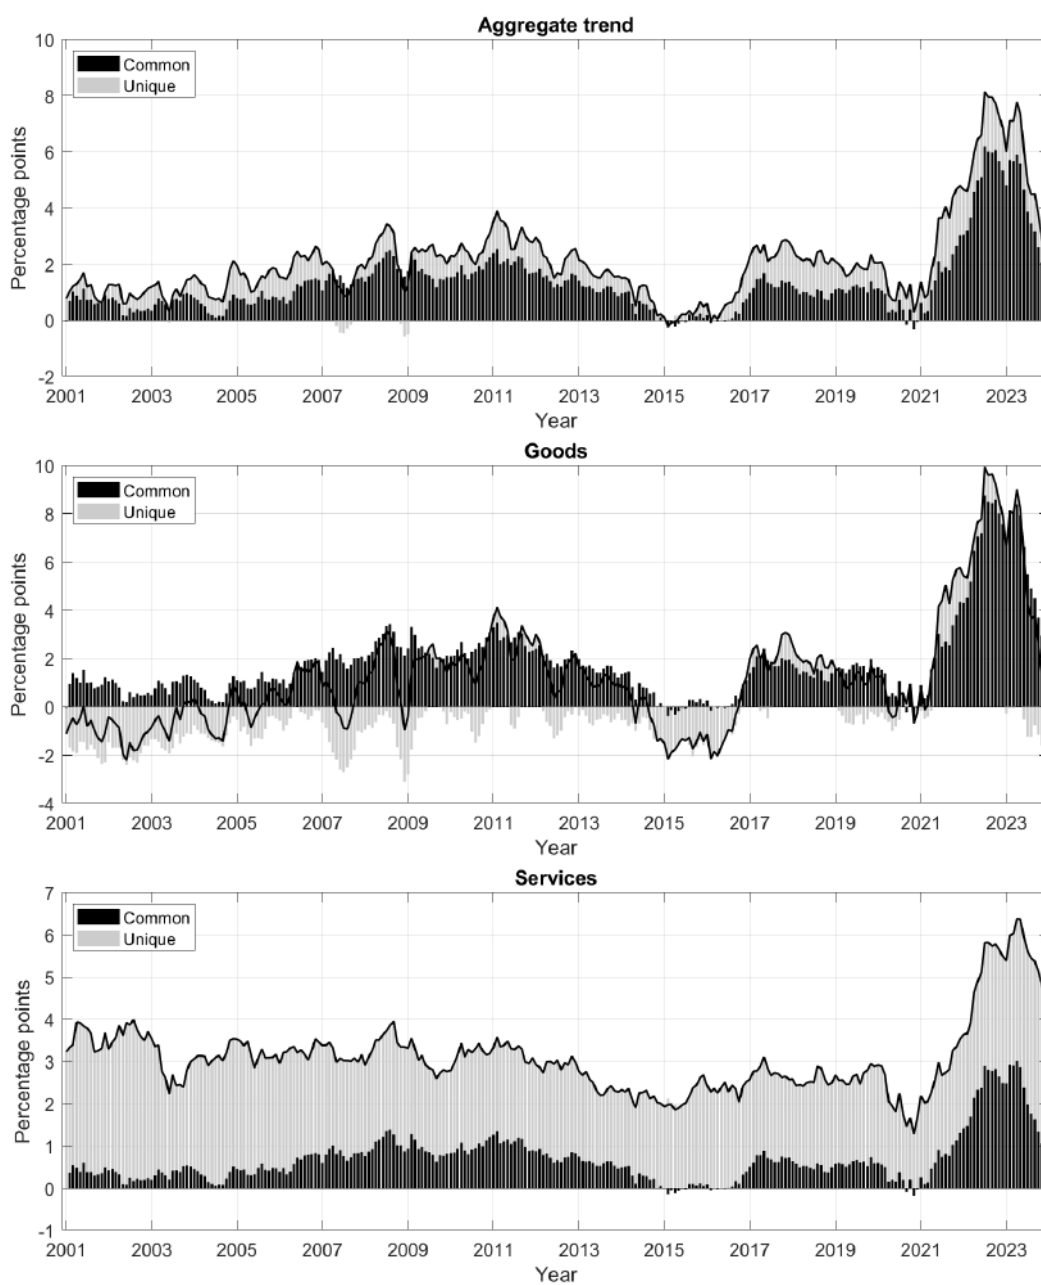 Aggregate trend
10
8
6
4
2
0
-2
Percentage points
Common
Unique
2001 2003 2005 2007 2009 2011 2013 2015 2017 2019 2021 2023
Year
Goods
10
8
6
4
2
0
-2
-4
Percentage points
Common
Unique
2001 2003 2005 2007 2009 2011 2013 2015 2017 2019 2021 2023
Year
Services
7
6
5
4
3
2
1
0
-1
Percentage points
Common
Unique
2001 2003 2005 2007 2009 2011 2013 2015 2017 2019 2021 2023
Year